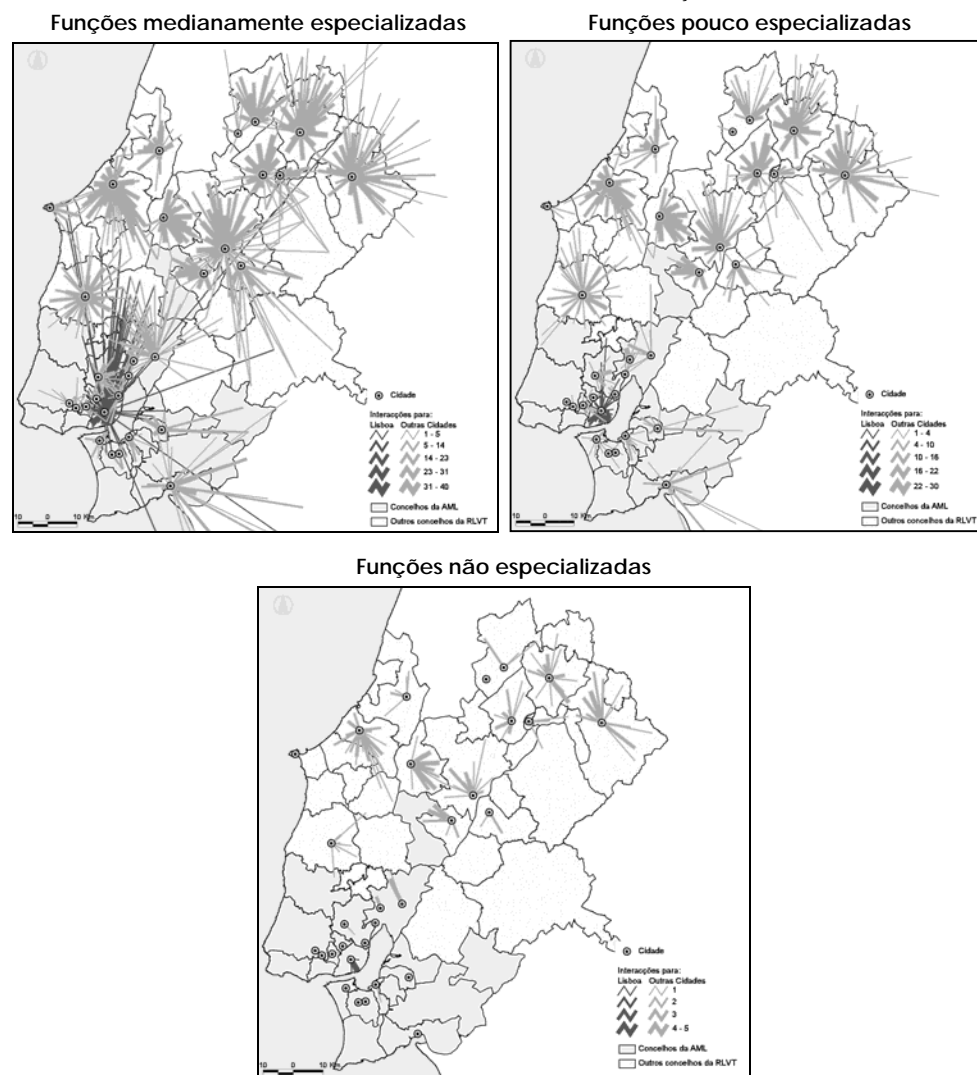 Funções medianamente especializadas
Funções pouco especializadas
Cidade
Interacções para:
Lisboa Outras Cidades
1 - 5
5 - 14
14 - 23
23 - 31
31 - 40
Concelhos da AML
Outros concelhos da RLVT
10 0 10 Km
Cidade
Interacções para:
Lisboa Outras Cidades
1 - 4
4 - 10
10 - 16
16 - 22
22 - 30
Concelhos da AML
Outros concelhos da RLVT
10 0 10 Km
Funções não especializadas
Cidade
Interacções para:
Lisboa Outras Cidades
1
2
3
4 - 5
Concelhos da AML
Outros concelhos da RLVT
10 0 10 Km